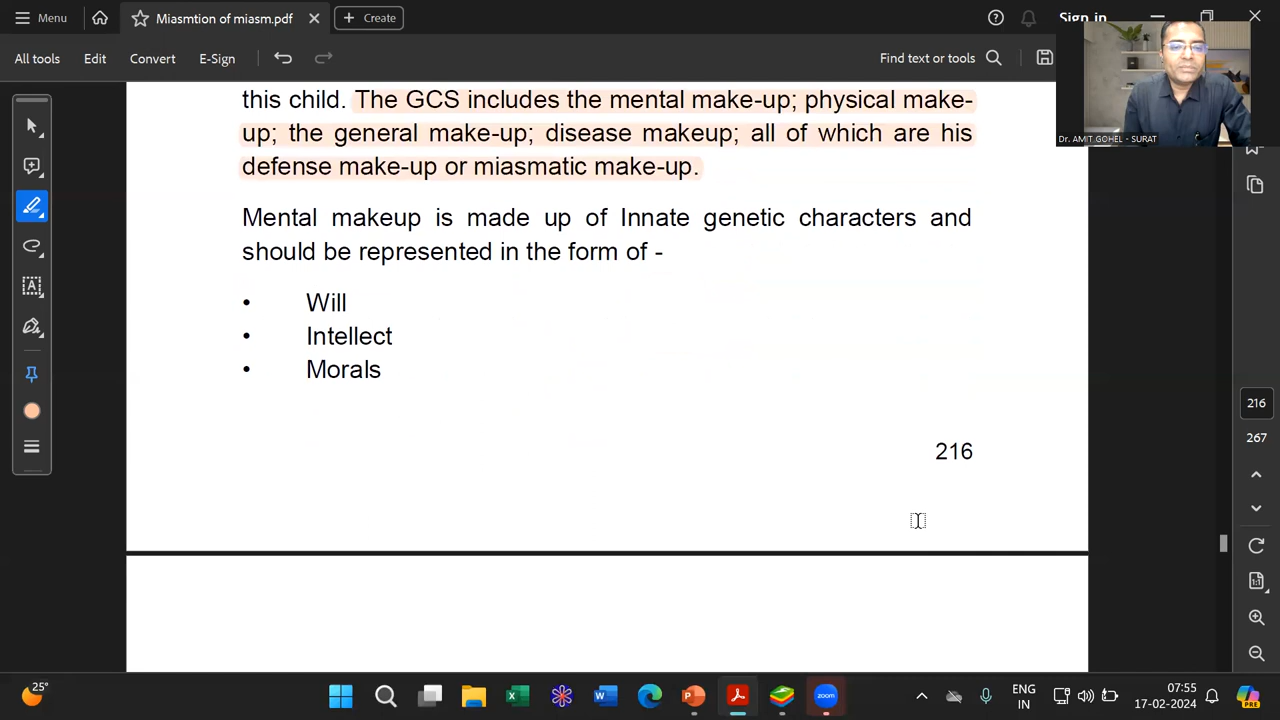 Menu
Miasmtion of miasm.pdf
Create
Sign in
All tools
Edit
Convert
E-Sign
Find text or tools
Dr. AMIT GOHEL - SURAT
this child. The GCS includes the mental make-up; physical make-
up; the general make-up; disease makeup; all of which are his
defense make-up or miasmatic make-up.
Mental makeup is made up of Innate genetic characters and
should be represented in the form of -
• Will
• Intellect
• Morals
216
216
267
25°
ENG
IN
07:55
17-02-2024
zoom
PRE